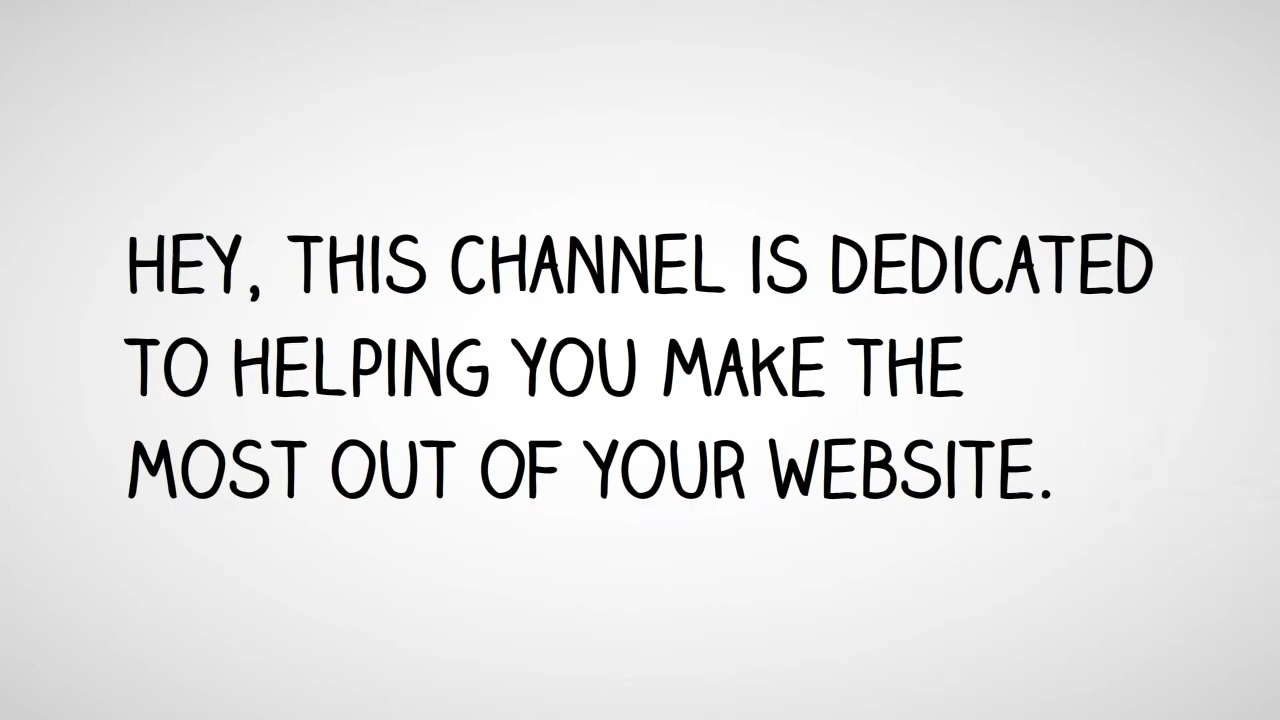 HEY, THIS CHANNEL IS DEDICATED
TO HELPING YOU MAKE THE
MOST OUT OF YOUR WEBSITE.